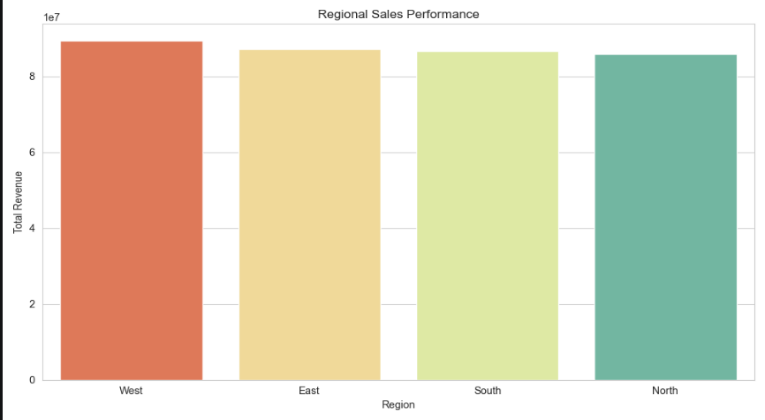 Regional Sales Performance
1e7
8
6
4
2
0
Total Revenue
West East South North
Region